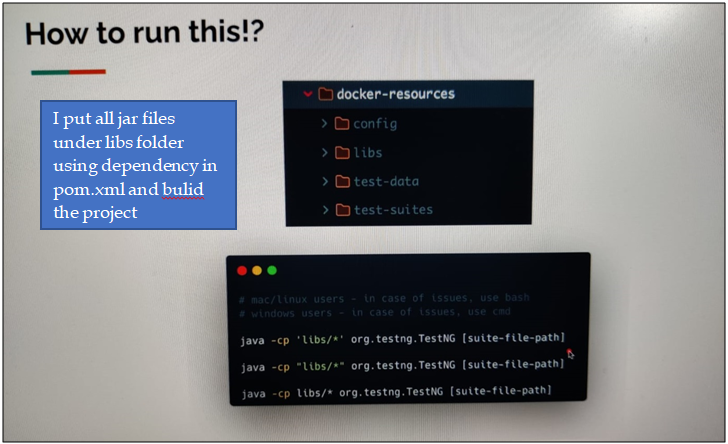 How to run this!?
I put all jar files
under libs folder
using dependency in
pom.xml and bulid
the project
docker-resources
config
libs
test-data
test-suites
# mac/linux users - in case of issues, use bash
# windows users - in case of issues, use cmd
java -cp 'libs/*' org.testng.TestNG [suite-file-path]
java -cp "libs/*" org.testng.TestNG [suite-file-path]
java -cp libs/* org.testng.TestNG [suite-file-path]